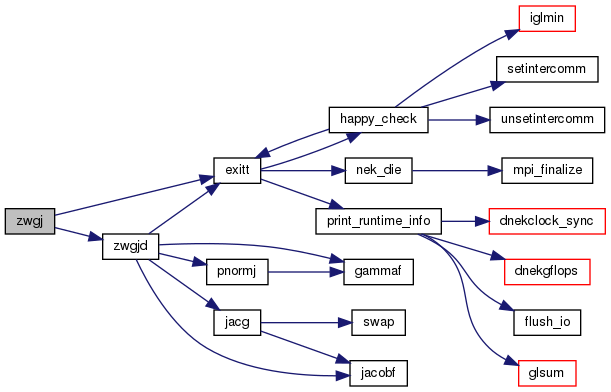 iglmin
setintercomm
happy_check
unsetintercomm
exitt
nek_die
mpi_finalize
zwgj
print_runtime_info
dnekclock_sync
zwgjd
pnormj
gammaf
dnekgflops
jacg
swap
flush_io
jacobf
glsum